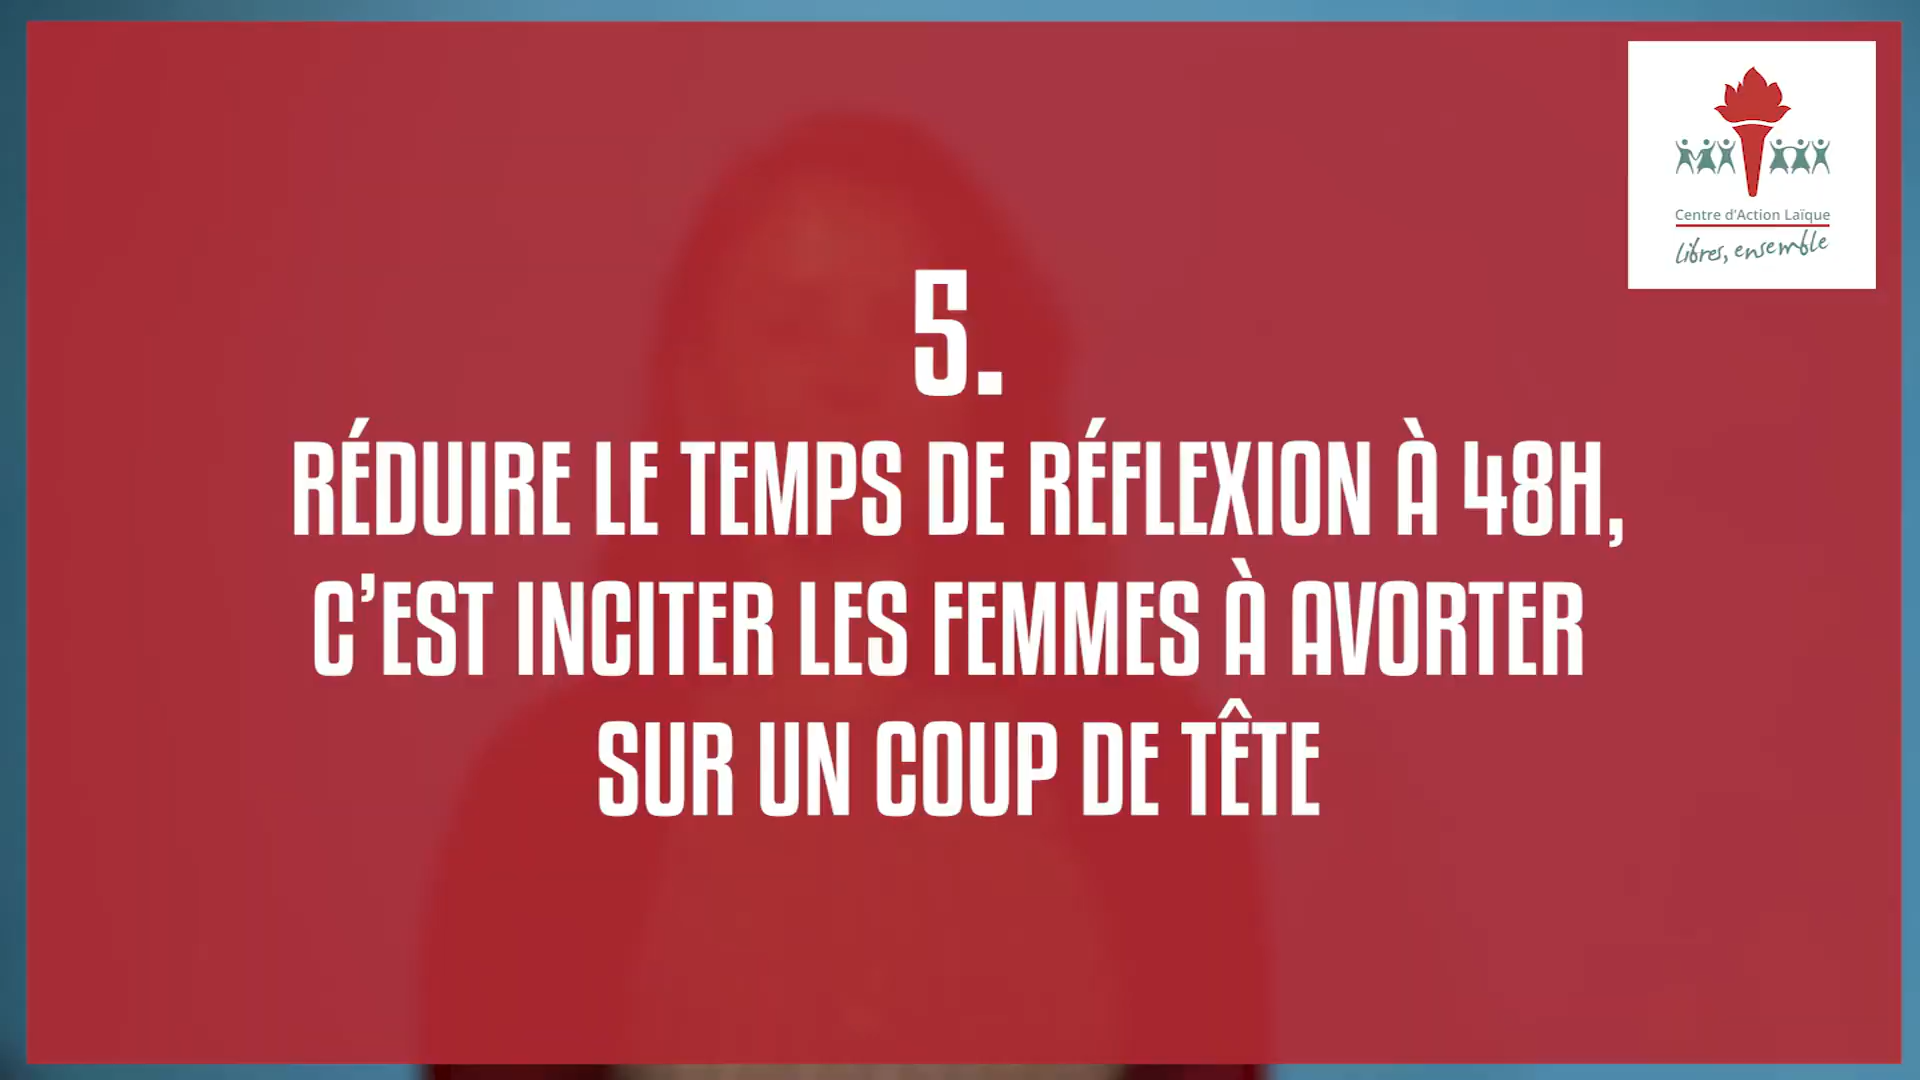 Centre d'Action Laïque
libres, ensemble
5.
RÉDUIRE LE TEMPS DE RÉFLEXION À 48H,
C'EST INCITER LES FEMMES À AVORTER
SUR UN COUP DE TÊTE